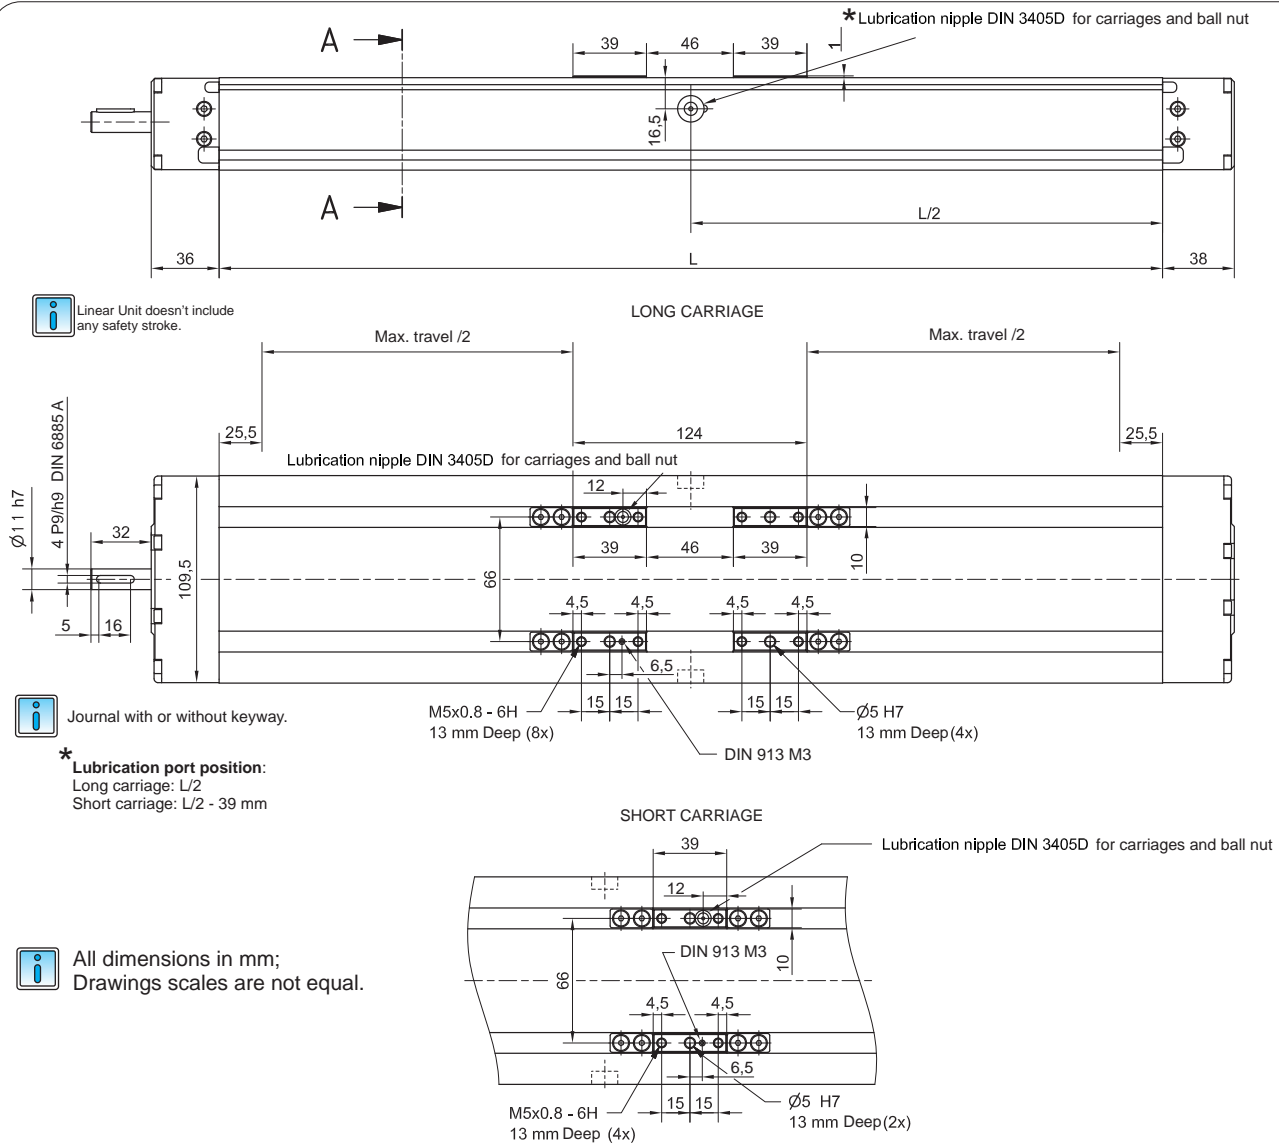 * Lubrication nipple DIN 3405D for carriages and ball nut
A
39
46
39
1
16,5
A
L/2
36
L
38
Linear Unit doesn't include
any safety stroke.
LONG CARRIAGE
Max. travel /2
Max. travel /2
25,5
124
25,5
Lubrication nipple DIN 3405D for carriages and ball nut
4 P9/h9 DIN 6885 A
Ø11 h7
12
32
39
46
39
10
109,5
66
4,5
4,5
4,5
4,5
5
16
6,5
15
15
15
15
M5x0.8 - 6H
13 mm Deep (8x)
Ø5 H7
13 mm Deep (4x)
DIN 913 M3
Journal with or without keyway.
* Lubrication port position:
Long carriage: L/2
Short carriage: L/2 - 39 mm
SHORT CARRIAGE
39
Lubrication nipple DIN 3405D for carriages and ball nut
12
DIN 913 M3
10
66
4,5
4,5
6,5
15
15
M5x0.8 - 6H
13 mm Deep (4x)
Ø5 H7
13 mm Deep (2x)
All dimensions in mm;
Drawings scales are not equal.